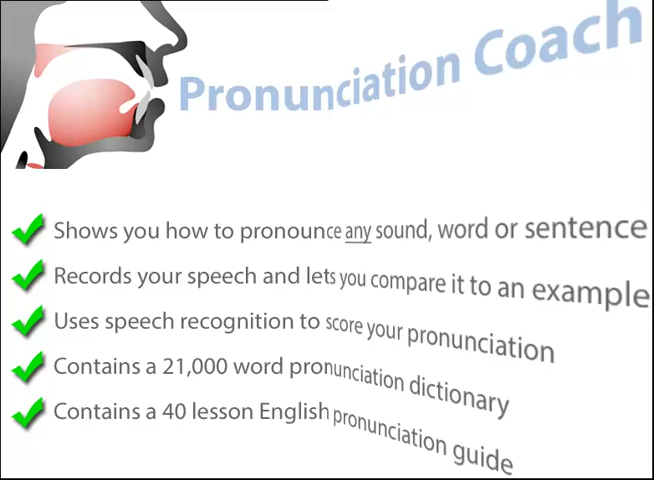 Pronunciation Coach
Shows you how to pronounce any sound, word or sentence
Records your speech and lets you compare it to an example
Uses speech recognition to score your pronunciation
Contains a 21,000 word pronunciation dictionary
Contains a 40 lesson English pronunciation guide